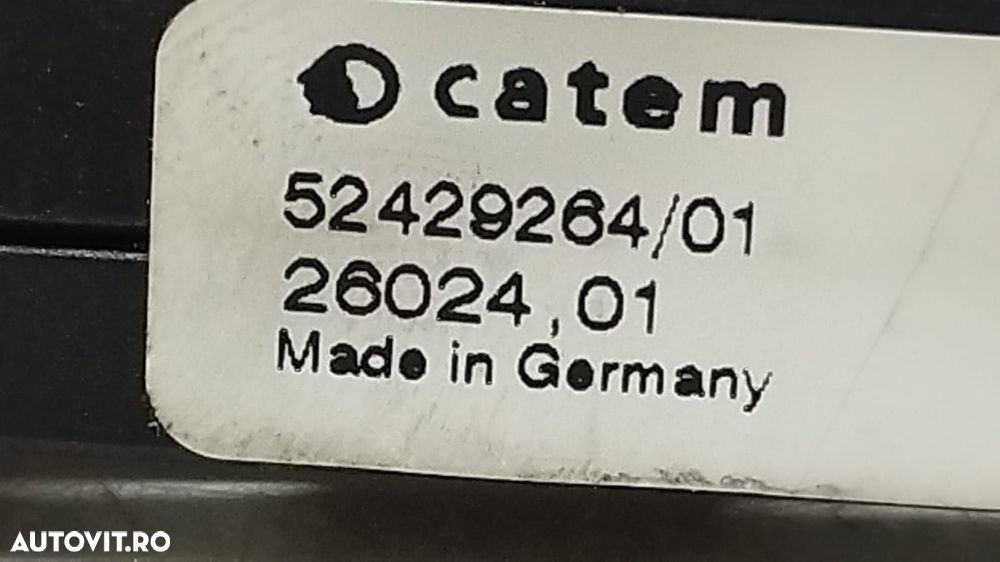 catem
52429264/01
26024,01
Made in Germany
AUTOVIT.RO